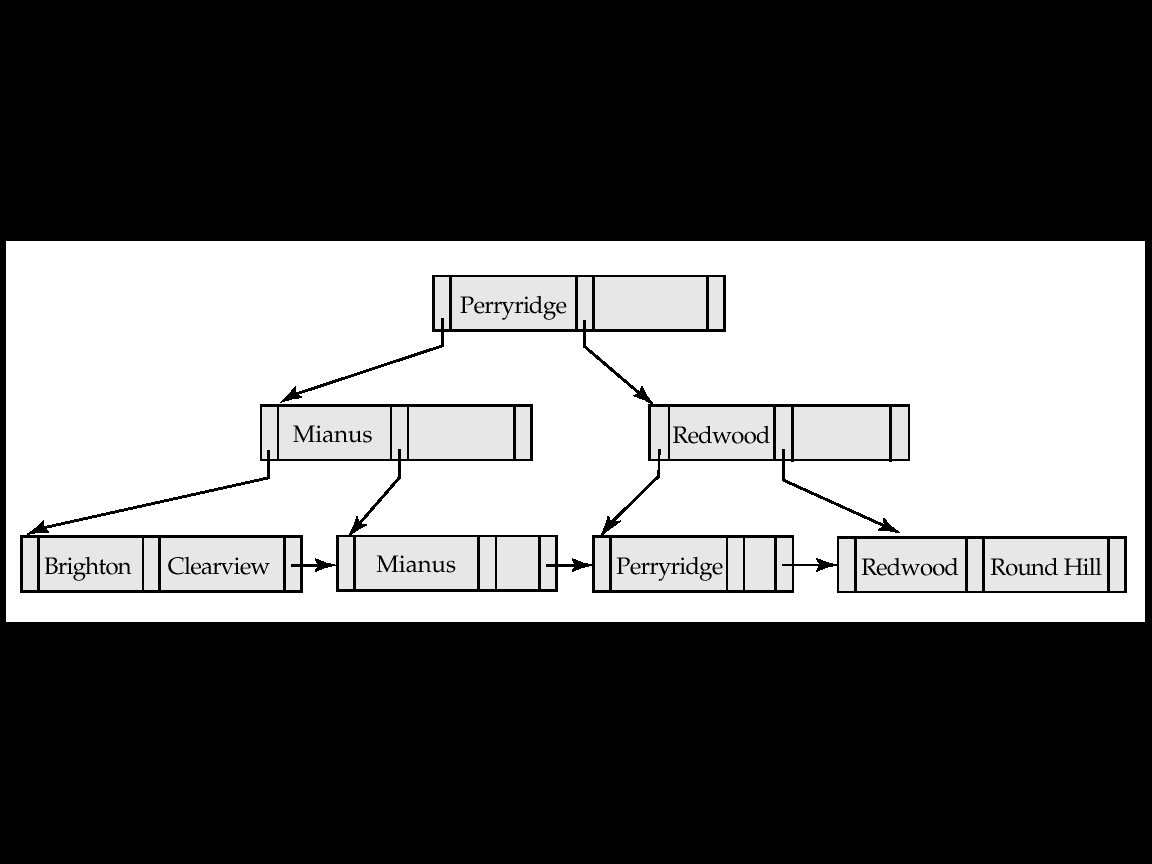 Perryridge
Mianus
Redwood
Brighton Clearview Mianus Perryridge Redwood Round Hill